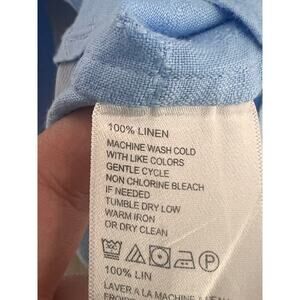 100% LINEN
MACHINE WASH COLD
WITH LIKE COLORS
GENTLE CYCLE
NON CHLORINE BLEACH
IF NEEDED
TUMBLE DRY LOW
WARM IRON
OR DRY CLEAN
P
100% LIN
LAVER A LA MACHINE A